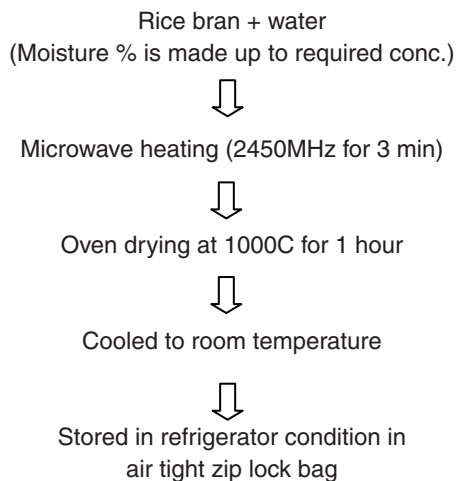 Rice bran + water
(Moisture % is made up to required conc.)
Microwave heating (2450MHz for 3 min)
Oven drying at 1000C for 1 hour
Cooled to room temperature
Stored in refrigerator condition in
air tight zip lock bag